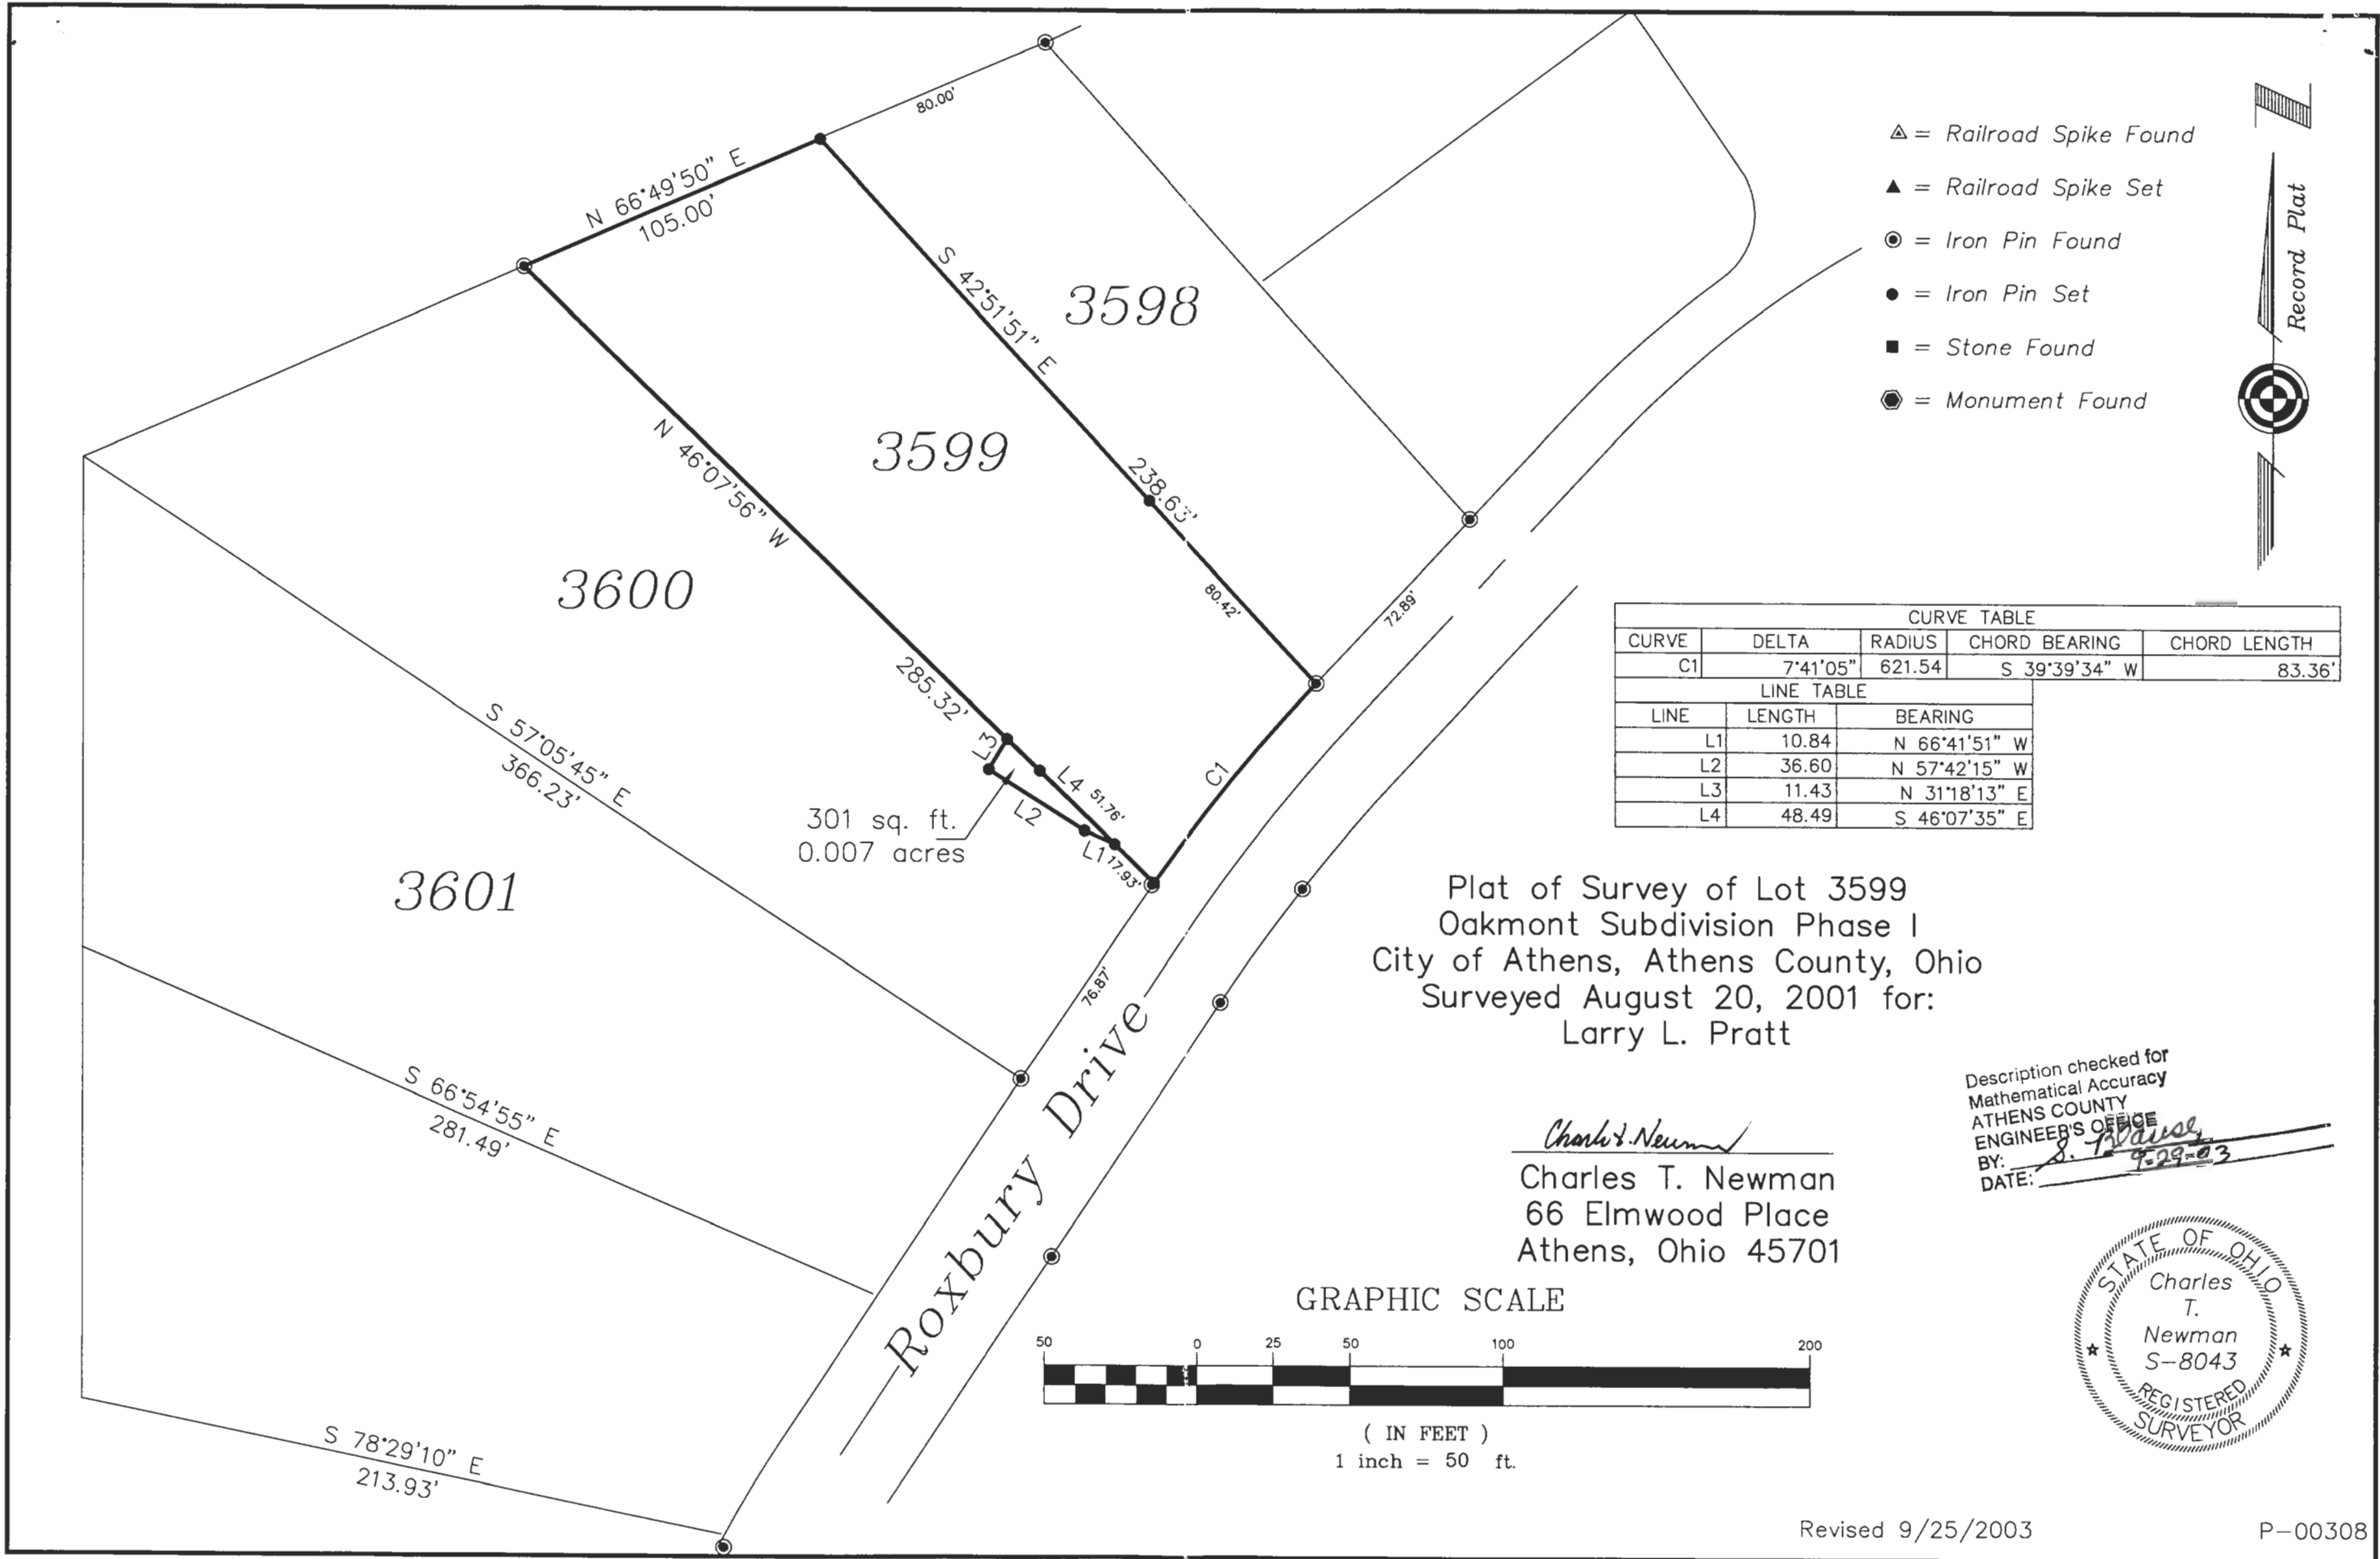 80.00'
N 66°49'50" E
105.00'
S 42°51'51" E
238.63'
80.42'
3598
3599
N 46°07'56" W
285.32'
3600
72.89'
L3
L4
51.76'
L2
L1
17.93'
C1
301 sq. ft.
0.007 acres
S 57°05'45" E
366.23'
3601
76.87'
S 66°54'55" E
281.49'
Roxbury Drive
S 78°29'10" E
213.93'
= Railroad Spike Found
= Railroad Spike Set
= Iron Pin Found
= Iron Pin Set
= Stone Found
= Monument Found
N
Record Plat
CURVE TABLE
CURVE DELTA RADIUS CHORD BEARING CHORD LENGTH
C1 7°41'05" 621.54 S 39°39'34" W 83.36'
LINE TABLE
LINE LENGTH BEARING
L1 10.84 N 66°41'51" W
L2 36.60 N 57°42'15" W
L3 11.43 N 31°18'13" E
L4 48.49 S 46°07'35" E
Plat of Survey of Lot 3599
Oakmont Subdivision Phase I
City of Athens, Athens County, Ohio
Surveyed August 20, 2001 for:
Larry L. Pratt
Charles T. Newman
66 Elmwood Place
Athens, Ohio 45701
Description checked for
Mathematical Accuracy
ATHENS COUNTY
ENGINEER'S OFFICE
BY: S.
DATE: 9-29-03
STATE OF OHIO
Charles
T.
Newman
S-8043
REGISTERED
SURVEYOR
GRAPHIC SCALE
50 0 25 50 100 200
( IN FEET )
1 inch = 50 ft.
Revised 9/25/2003
P-00308